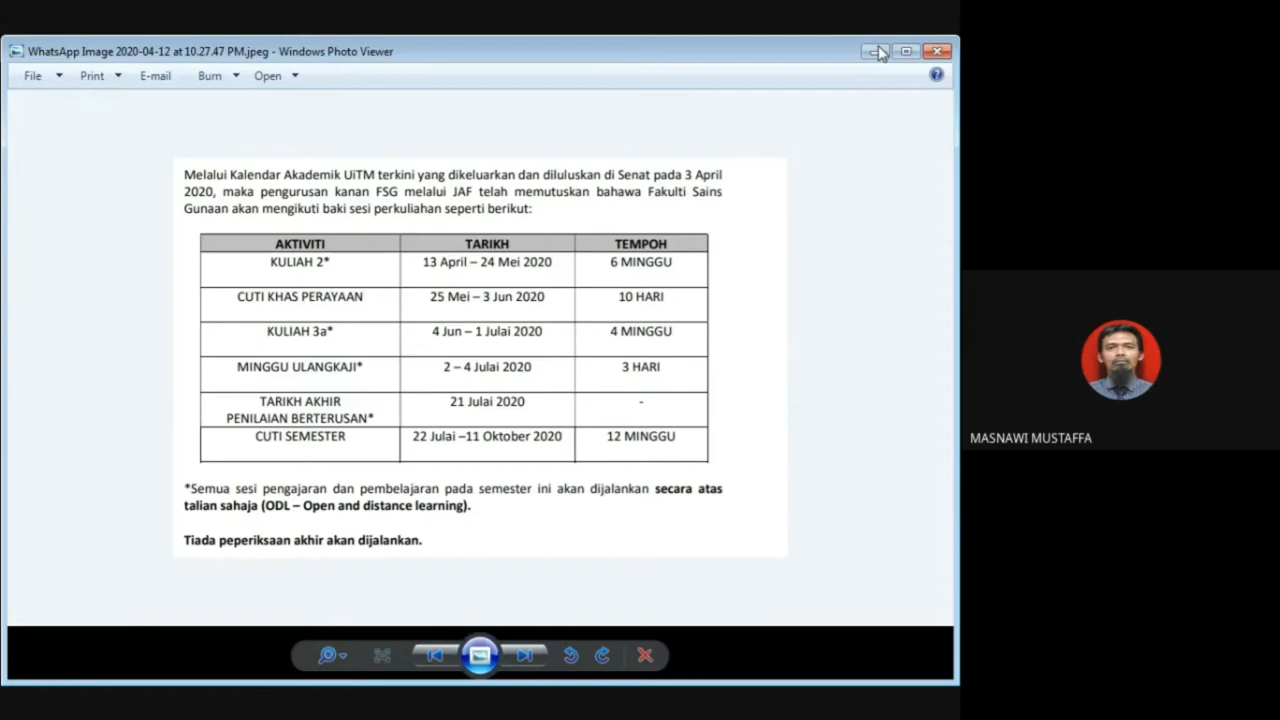 WhatsApp Image 2020-04-12 at 10.27.47 PM.jpeg - Windows Photo Viewer
File Print E-mail Burn Open
Melalui Kalendar Akademik UiTM terkini yang dikeluarkan dan diluluskan di Senat pada 3 April
2020, maka pengurusan kanan FSG melalui JAF telah memutuskan bahawa Fakulti Sains
Gunaan akan mengikuti baki sesi perkuliahan seperti berikut:
AKTIVITI TARIKH TEMPOH
KULIAH 2* 13 April – 24 Mei 2020 6 MINGGU
CUTI KHAS PERAYAAN 25 Mei – 3 Jun 2020 10 HARI
KULIAH 3a* 4 Jun – 1 Julai 2020 4 MINGGU
MINGGU ULANGKAJI* 2 – 4 Julai 2020 3 HARI
TARIKH AKHIR 21 Julai 2020 -
PENILAIAN BERTERUSAN*
CUTI SEMESTER 22 Julai –11 Oktober 2020 12 MINGGU
*Semua sesi pengajaran dan pembelajaran pada semester ini akan dijalankan secara atas
talian sahaja (ODL – Open and distance learning).
Tiada peperiksaan akhir akan dijalankan.
MASNAWI MUSTAFFA